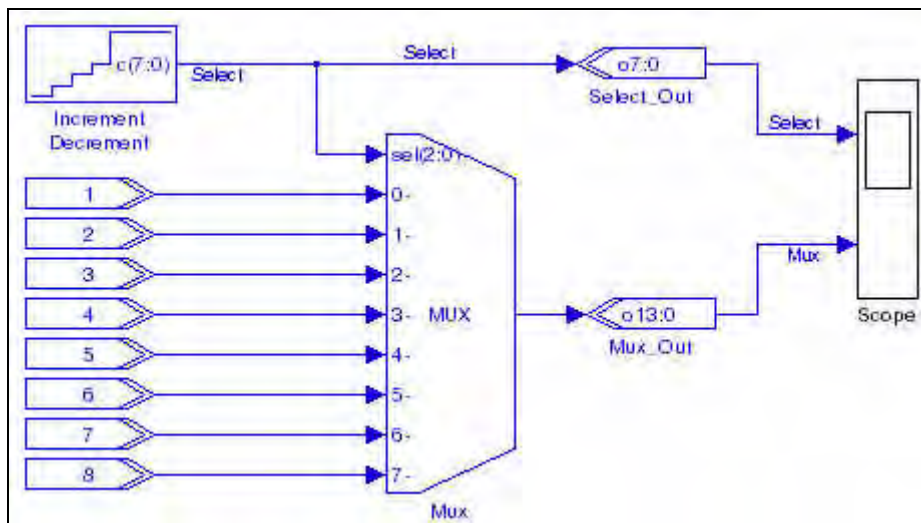 c(7:0)
Select
Select
o7:0
Select_Out
Select
Increment
Decrement
sel(2:0)
1
0-
2
1-
3
2-
4
3-
MUX
o13:0
Mux_Out
Mux
Scope
5
4-
6
5-
7
6-
8
7-
Mux